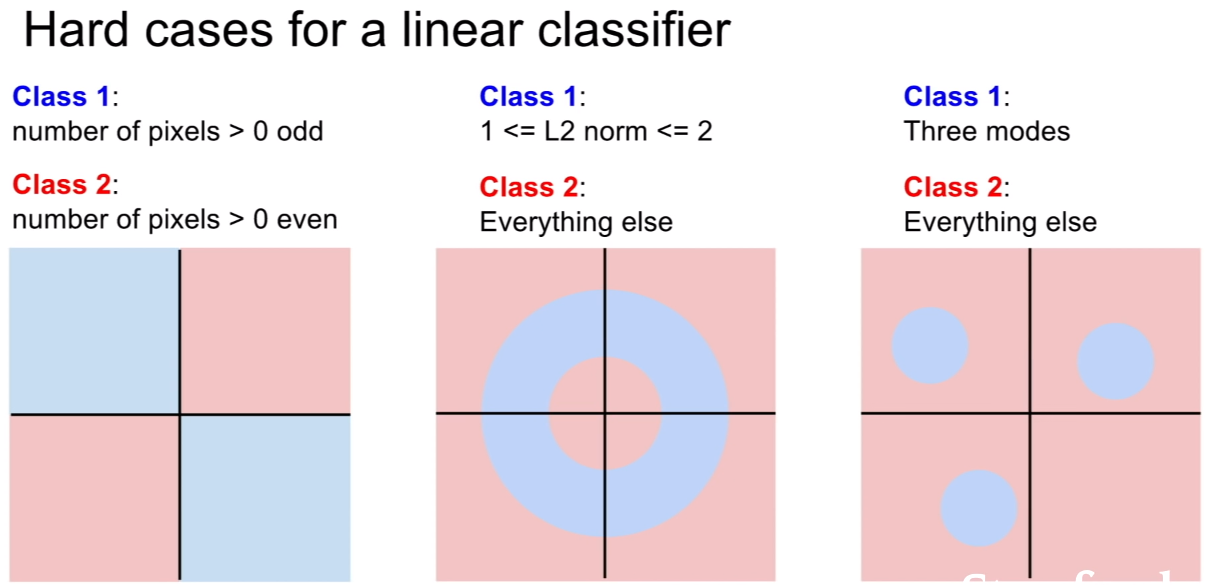 Hard cases for a linear classifier
Class 1:
number of pixels > 0 odd
Class 2:
number of pixels > 0 even
Class 1:
1 <= L2 norm <= 2
Class 2:
Everything else
Class 1:
Three modes
Class 2:
Everything else